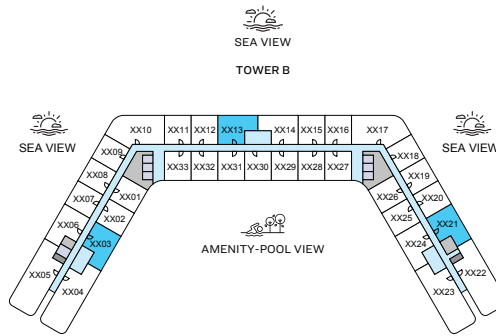 SEA VIEW
TOWER B
SEA VIEW
SEA VIEW
XX10 XX11 XX12 XX13 XX14 XX15 XX16 XX17
XX09 XX33 XX32 XX31 XX30 XX29 XX28 XX27 XX18
XX08 XX01 XX26 XX19
XX07 XX02 XX25 XX20
XX06 XX03 XX24 XX21
AMENITY-POOL VIEW
XX05 XX04 XX23 XX22